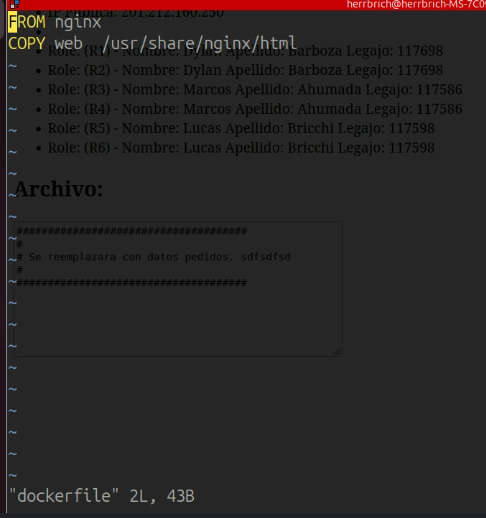 herrbrich@herrbrich-MS-7C0
IP Publica: 201.212.160.230
FROM nginx
COPY web  /usr/share/nginx/html
Role: (R1) - Nombre: Dylan Apellido: Barboza Legajo: 117698
Role: (R2) - Nombre: Dylan Apellido: Barboza Legajo: 117698
Role: (R3) - Nombre: Marcos Apellido: Ahumada Legajo: 117586
Role: (R4) - Nombre: Marcos Apellido: Ahumada Legajo: 117586
Role: (R5) - Nombre: Lucas Apellido: Bricchi Legajo: 117598
Role: (R6) - Nombre: Lucas Apellido: Bricchi Legajo: 117598
Archivo:
#####################################
#
# Se reemplazara con datos pedidos. sdfsdfsd
#
#####################################
"dockerfile" 2L, 43B